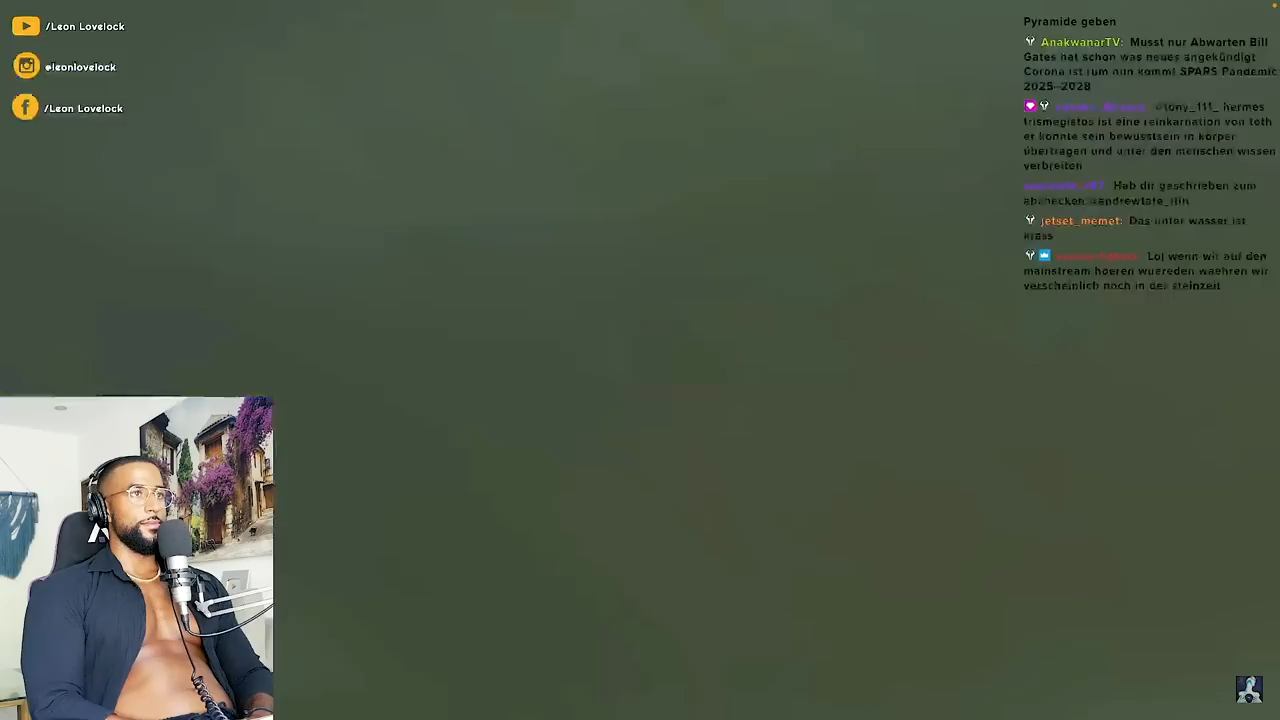 /Leon Lovelock
@leonlovelock
/Leon Lovelock
Pyramide geben
AnakwanarTV: Musst nur Abwarten Bill
Gates hat schon was neues angekündigt
Corona ist rum nun kommt SPARS Pandemic
2025-2028
@tony_111_ hermes
trismegistos ist eine reinkarnation von toth
er konnte sein bewusstsein in körper
übertragen und unter den menschen wissen
verbreiten
Hab dir geschrieben zum
abchecken
jetset_memet: Das unter wasser ist
krass
Lol wenn wir auf den
mainstream hoeren wuereden waehren wir
verscheinlich noch in der steinzeit